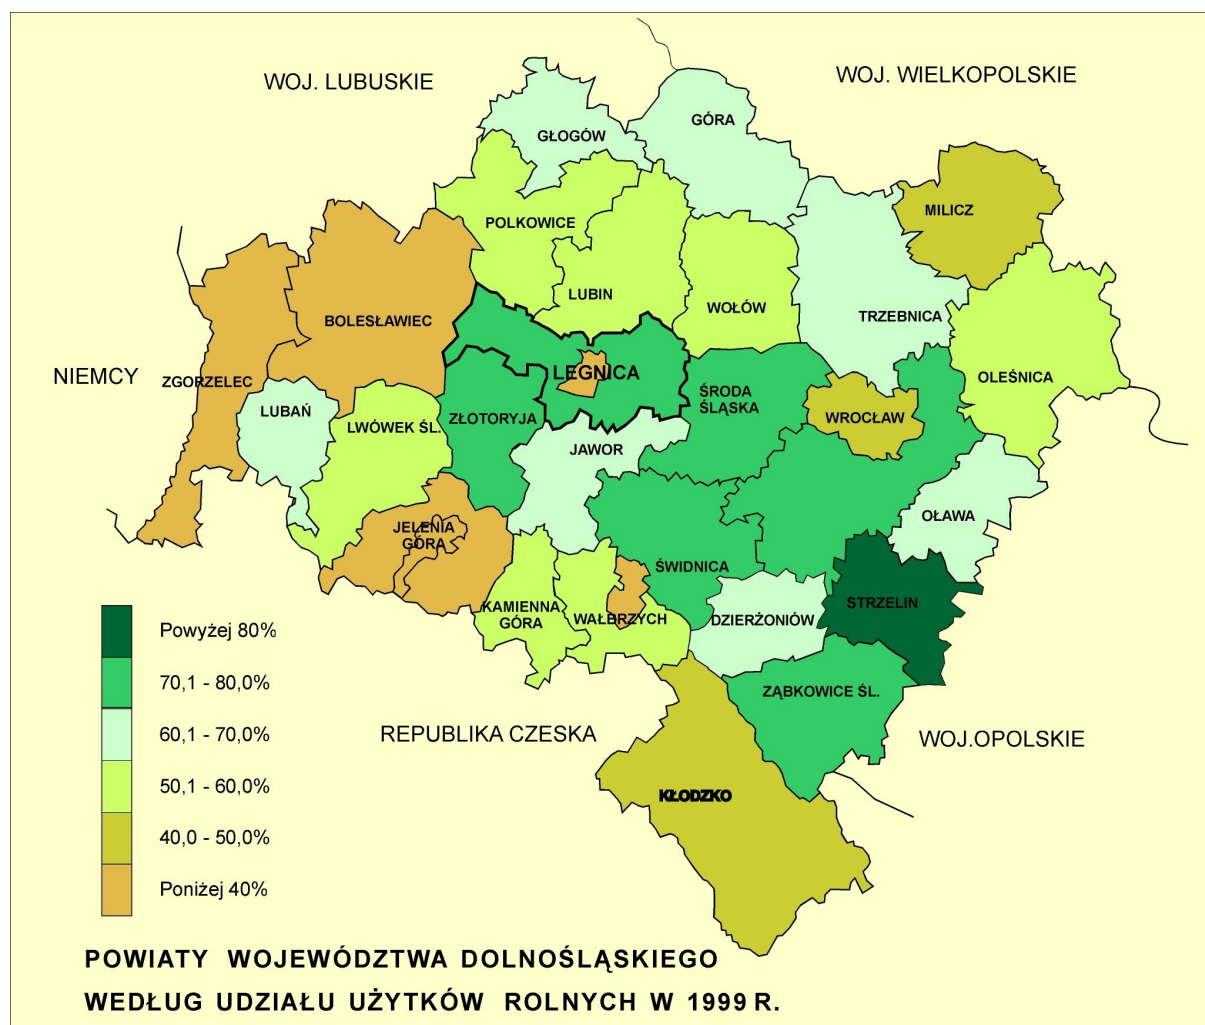 WOJ. LUBUSKIE
WOJ. WIELKOPOLSKIE
GÓRA
GŁOGÓW
MILICZ
POLKOWICE
LUBIN
WOŁÓW
TRZEBNICA
BOLESŁAWIEC
NIEMCY
ZGORZELEC
LEGNICA
OLEŚNICA
ŚRODA
ŚLĄSKA
LUBAŃ
LWÓWEK ŚL.
ZŁOTORYJA
WROCŁAW
JAWOR
OŁAWA
JELENIA
GÓRA
ŚWIDNICA
STRZELIN
KAMIENNA
GÓRA
WAŁBRZYCH
DZIERŻONIÓW
ZĄBKOWICE ŚL.
REPUBLIKA CZESKA
WOJ.OPOLSKIE
KŁODZKO
Powyżej 80%
70,1 - 80,0%
60,1 - 70,0%
50,1 - 60,0%
40,0 - 50,0%
Poniżej 40%
POWIATY WOJEWÓDZTWA DOLNOŚLĄSKIEGO
WEDŁUG UDZIAŁU UŻYTKÓW ROLNYCH W 1999 R.